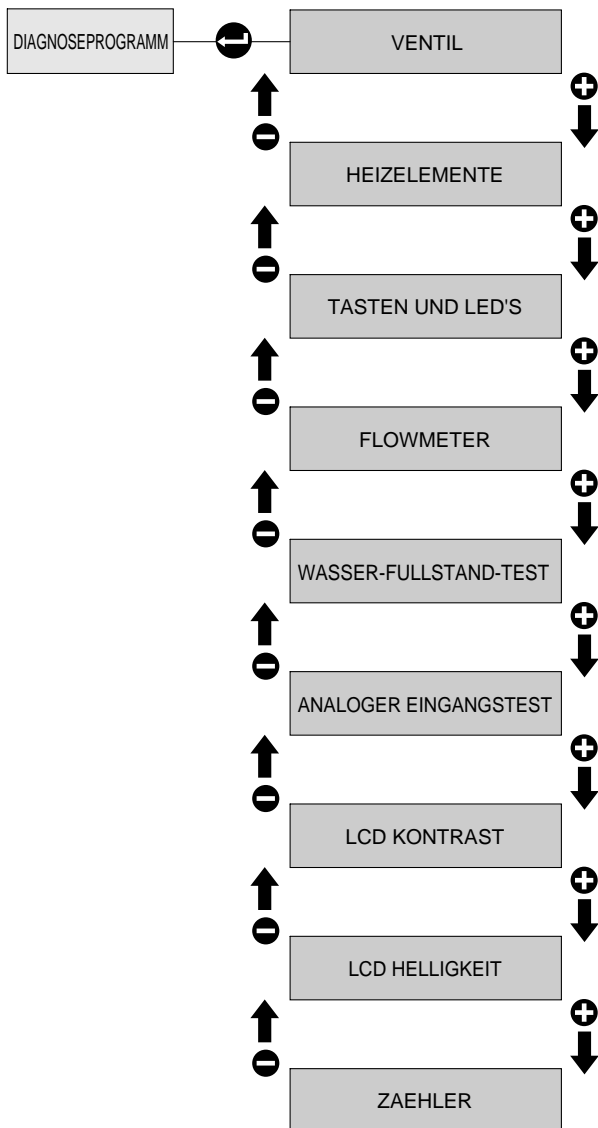 DIAGNOSEPROGRAMM
VENTIL
HEIZELEMENTE
TASTEN UND LED'S
FLOWMETER
WASSER-FULLSTAND-TEST
ANALOGER EINGANGSTEST
LCD KONTRAST
LCD HELLIGKEIT
ZAEHLER